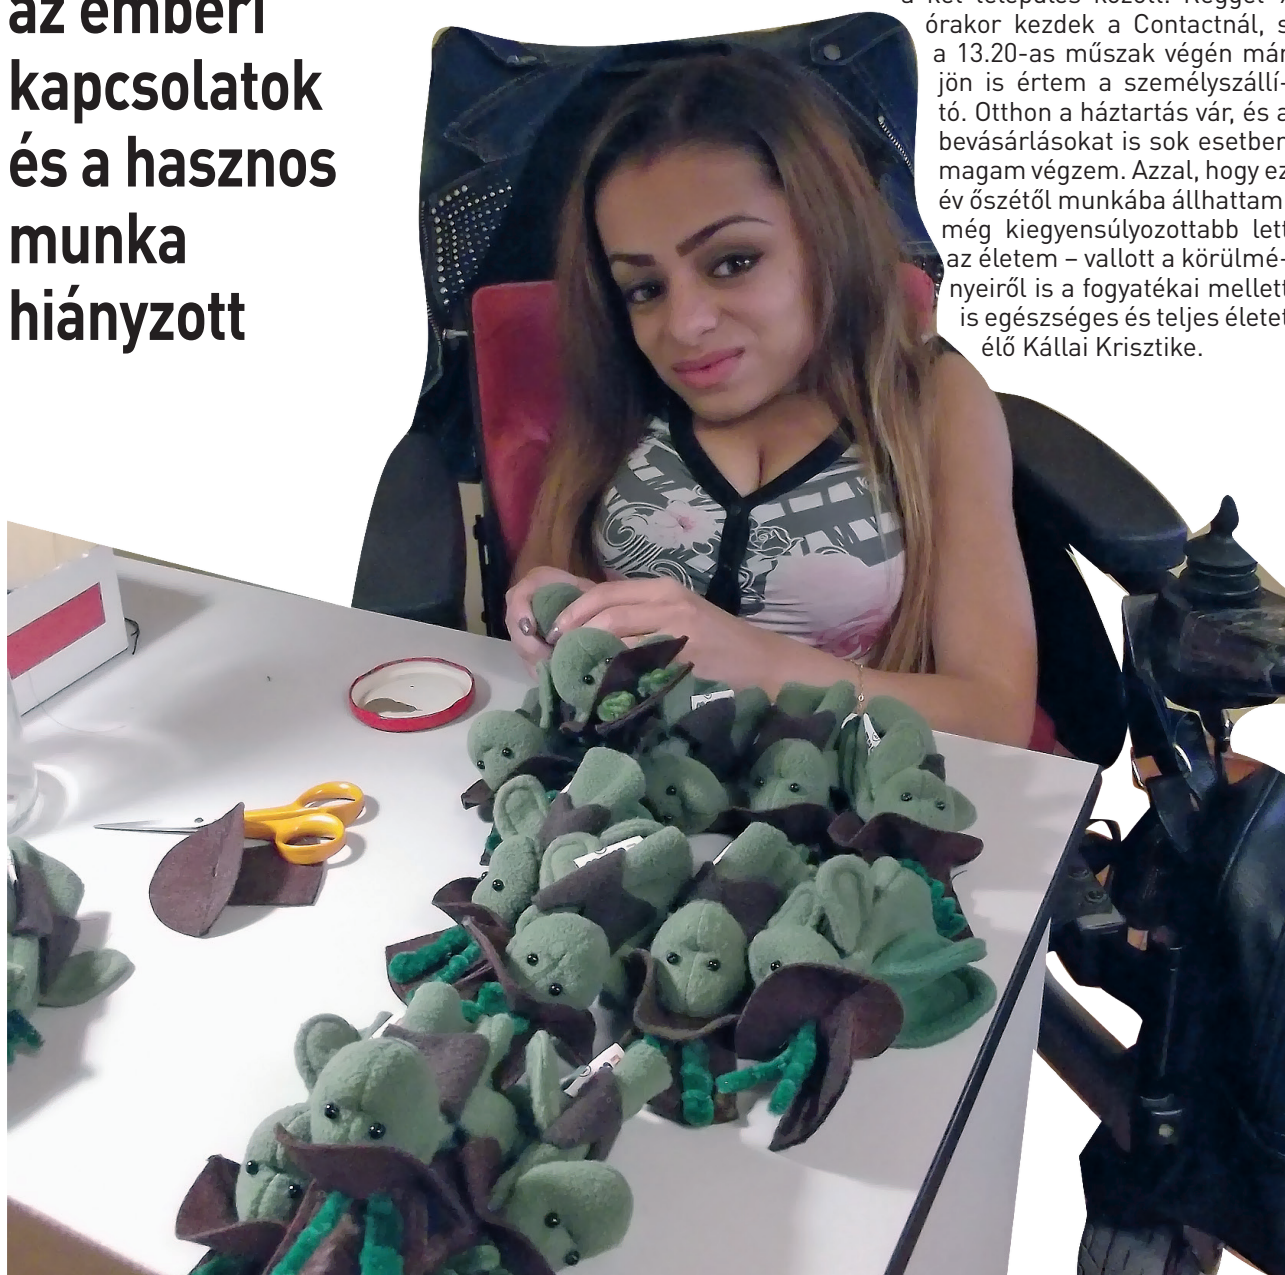 az emberi
kapcsolatok
és a hasznos
munka
hiányzott
órakor kezdek a Contactnál, s
a 13.20-as műszak végén már
jön is értem a személyszállí-
tó. Otthon a háztartás vár, és a
bevásárlásokat is sok esetben
magam végzem. Azzal, hogy ez
év őszétől munkába állhattam
még kiegyensúlyozottabb lett
az életem – vallott a körülmé-
nyeiről is a fogyatékai mellett
is egészséges és teljes életet
élő Kállai Krisztike.